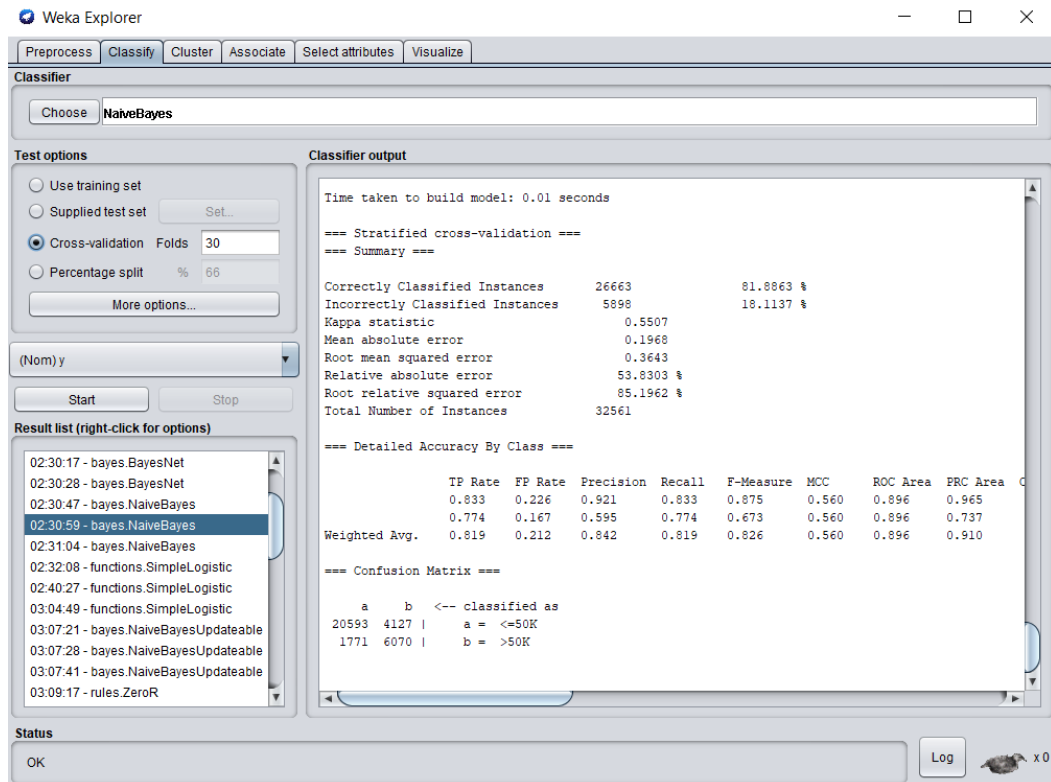 Weka Explorer
Preprocess Classify Cluster Associate Select attributes Visualize
Classifier
Choose NaiveBayes
Test options
Use training set
Supplied test set Set...
Cross-validation Folds 30
Percentage split % 66
More options...
(Nom) y
Start Stop
Result list (right-click for options)
02:30:17 - bayes.BayesNet
02:30:28 - bayes.BayesNet
02:30:47 - bayes.NaiveBayes
02:30:59 - bayes.NaiveBayes
02:31:04 - bayes.NaiveBayes
02:32:08 - functions.SimpleLogistic
02:40:27 - functions.SimpleLogistic
03:04:49 - functions.SimpleLogistic
03:07:21 - bayes.NaiveBayesUpdateable
03:07:28 - bayes.NaiveBayesUpdateable
03:07:41 - bayes.NaiveBayesUpdateable
03:09:17 - rules.ZeroR
Classifier output
Time taken to build model: 0.01 seconds
=== Stratified cross-validation ===
=== Summary ===
Correctly Classified Instances 26663 81.8863 %
Incorrectly Classified Instances 5898 18.1137 %
Kappa statistic 0.5507
Mean absolute error 0.1968
Root mean squared error 0.3643
Relative absolute error 53.8303 %
Root relative squared error 85.1962 %
Total Number of Instances 32561
=== Detailed Accuracy By Class ===
TP Rate FP Rate Precision Recall F-Measure MCC ROC Area PRC Area C
0.833 0.226 0.921 0.833 0.875 0.560 0.896 0.965
0.774 0.167 0.595 0.774 0.673 0.560 0.896 0.737
Weighted Avg. 0.819 0.212 0.842 0.819 0.826 0.560 0.896 0.910
=== Confusion Matrix ===
a b <-- classified as
20593 4127 | a = <=50K
1771 6070 | b = >50K
Status
OK
Log x 0